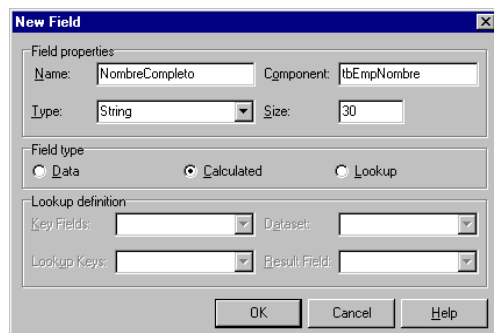 New Field
Field properties
Name: NombreCompleto Component: tbEmpNombre
Type: String Size: 30
Field type
Data Calculated Lookup
Lookup definition
Key Fields: Dataset:
Lookup Keys: Result Field:
OK Cancel Help